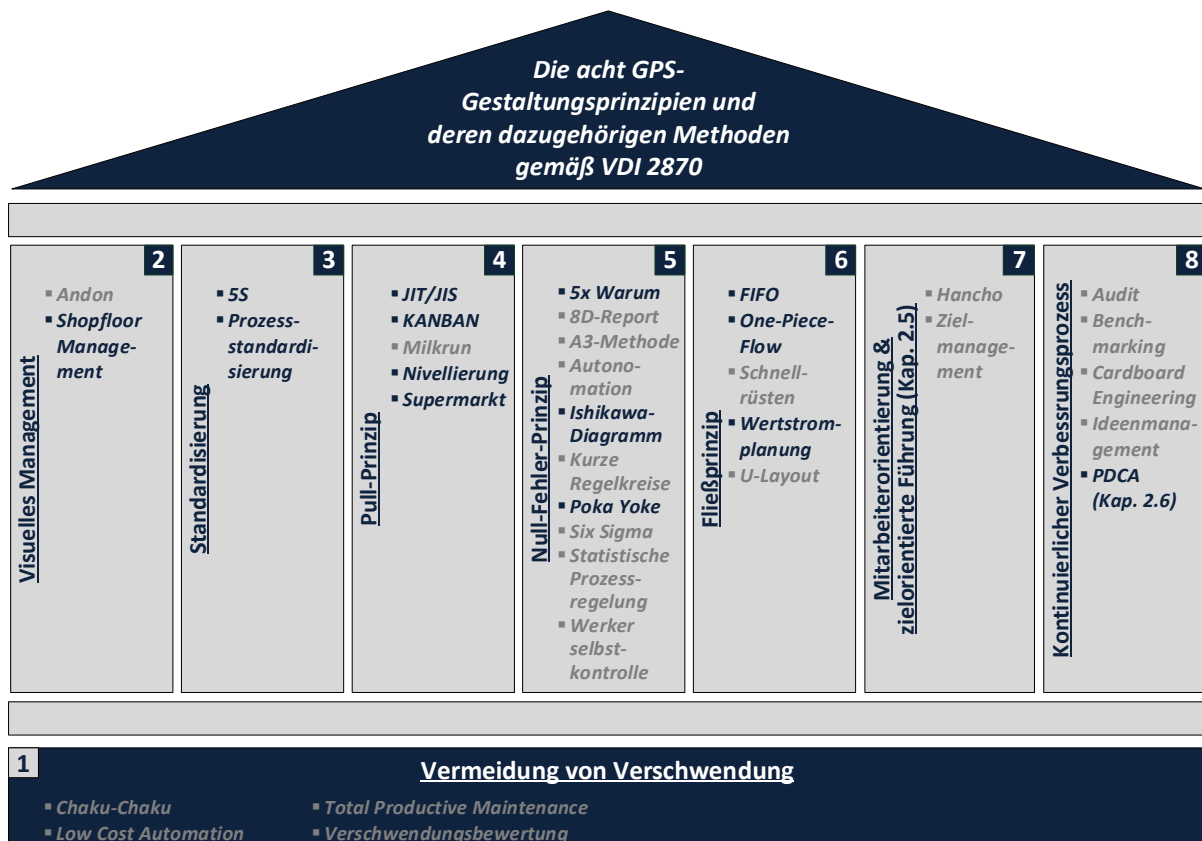 Die acht GPS-
Gestaltungsprinzipien und
deren dazugehörigen Methoden
gemäß VDI 2870
2
Visuelles Management
▪ Andon
▪ Shopfloor
Manage-
ment
3
Standardisierung
▪ 5S
▪ Prozess-
standardi-
sierung
4
Pull-Prinzip
▪ JIT/JIS
▪ KANBAN
▪ Milkrun
▪ Nivellierung
▪ Supermarkt
5
Null-Fehler-Prinzip
▪ 5x Warum
▪ 8D-Report
▪ A3-Methode
▪ Autono-
mation
▪ Ishikawa-
Diagramm
▪ Kurze
Regelkreise
▪ Poka Yoke
▪ Six Sigma
▪ Statistische
Prozess-
regelung
▪ Werker
selbst-
kontrolle
6
Fließprinzip
▪ FIFO
▪ One-Piece-
Flow
▪ Schnell-
rüsten
▪ Wertstrom-
planung
▪ U-Layout
7
Mitarbeiterorientierung &
zielorientierte Führung (Kap. 2.5)
▪ Hancho
▪ Ziel-
manage-
ment
8
Kontinuierlicher Verbessrungsprozess
▪ Audit
▪ Bench-
marking
▪ Cardboard
Engineering
▪ Ideenmana-
gement
▪ PDCA
(Kap. 2.6)
1
Vermeidung von Verschwendung
▪ Chaku-Chaku
▪ Low Cost Automation
▪ Total Productive Maintenance
▪ Verschwendungsbewertung